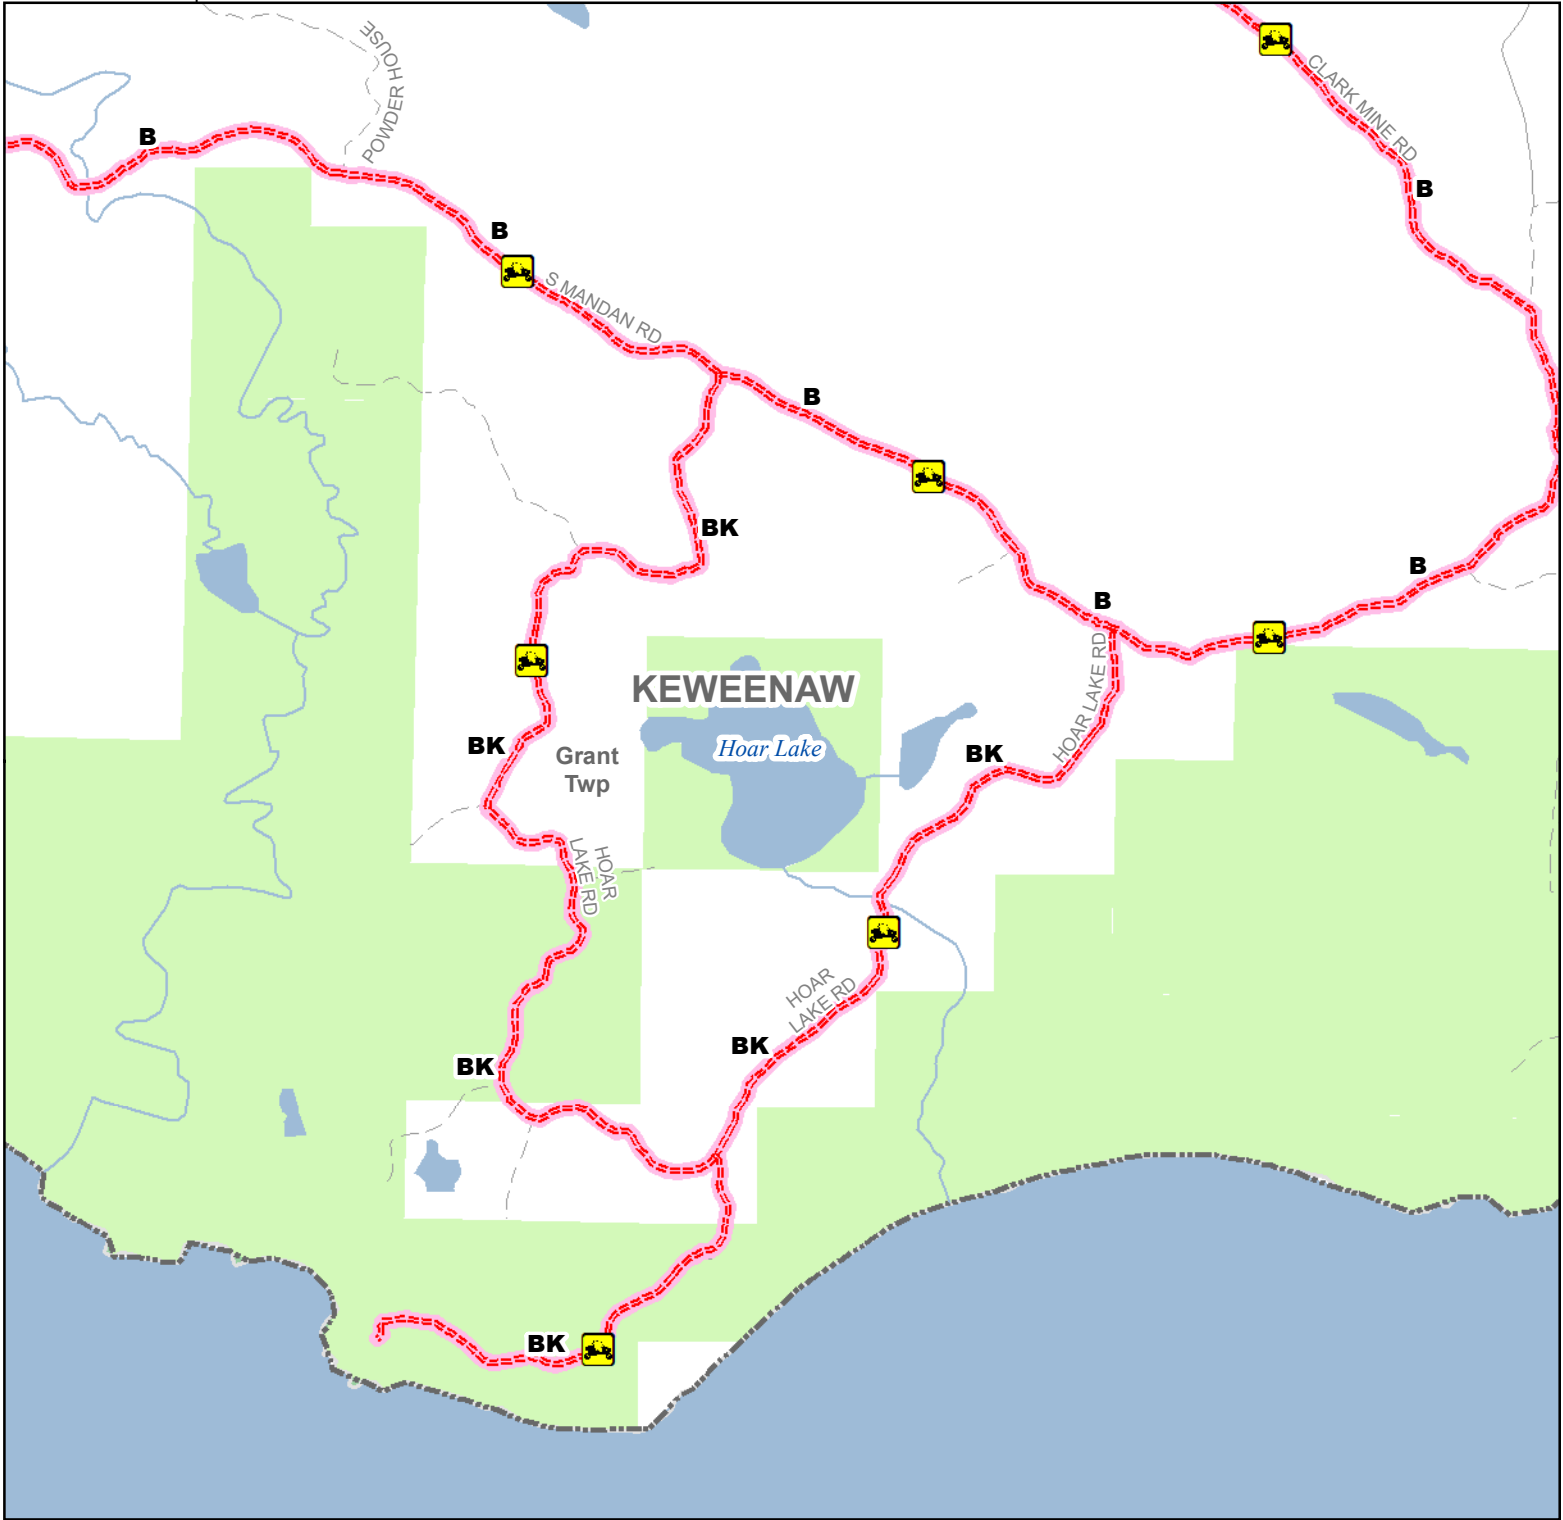 POWDER HOUSE
CLARK MINE RD
B
B
B
S MANDAN RD
B
BK
B
B
HOAR LAKE RD
KEWEENAW
Hoar Lake
BK
Grant
Twp
BK
HOAR
LAKE RD
HOAR
LAKE RD
BK
BK
BK